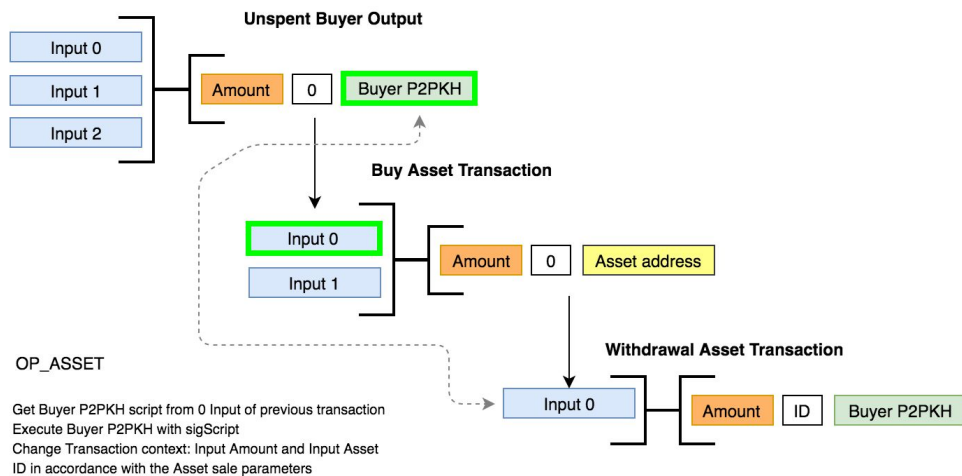 Unspent Buyer Output
Input 0
Input 1
Input 2
Amount
0
Buyer P2PKH
Buy Asset Transaction
Input 0
Input 1
Amount
0
Asset address
Withdrawal Asset Transaction
Input 0
Amount
ID
Buyer P2PKH
OP_ASSET
Get Buyer P2PKH script from 0 Input of previous transaction
Execute Buyer P2PKH with sigScript
Change Transaction context: Input Amount and Input Asset
ID in accordance with the Asset sale parameters